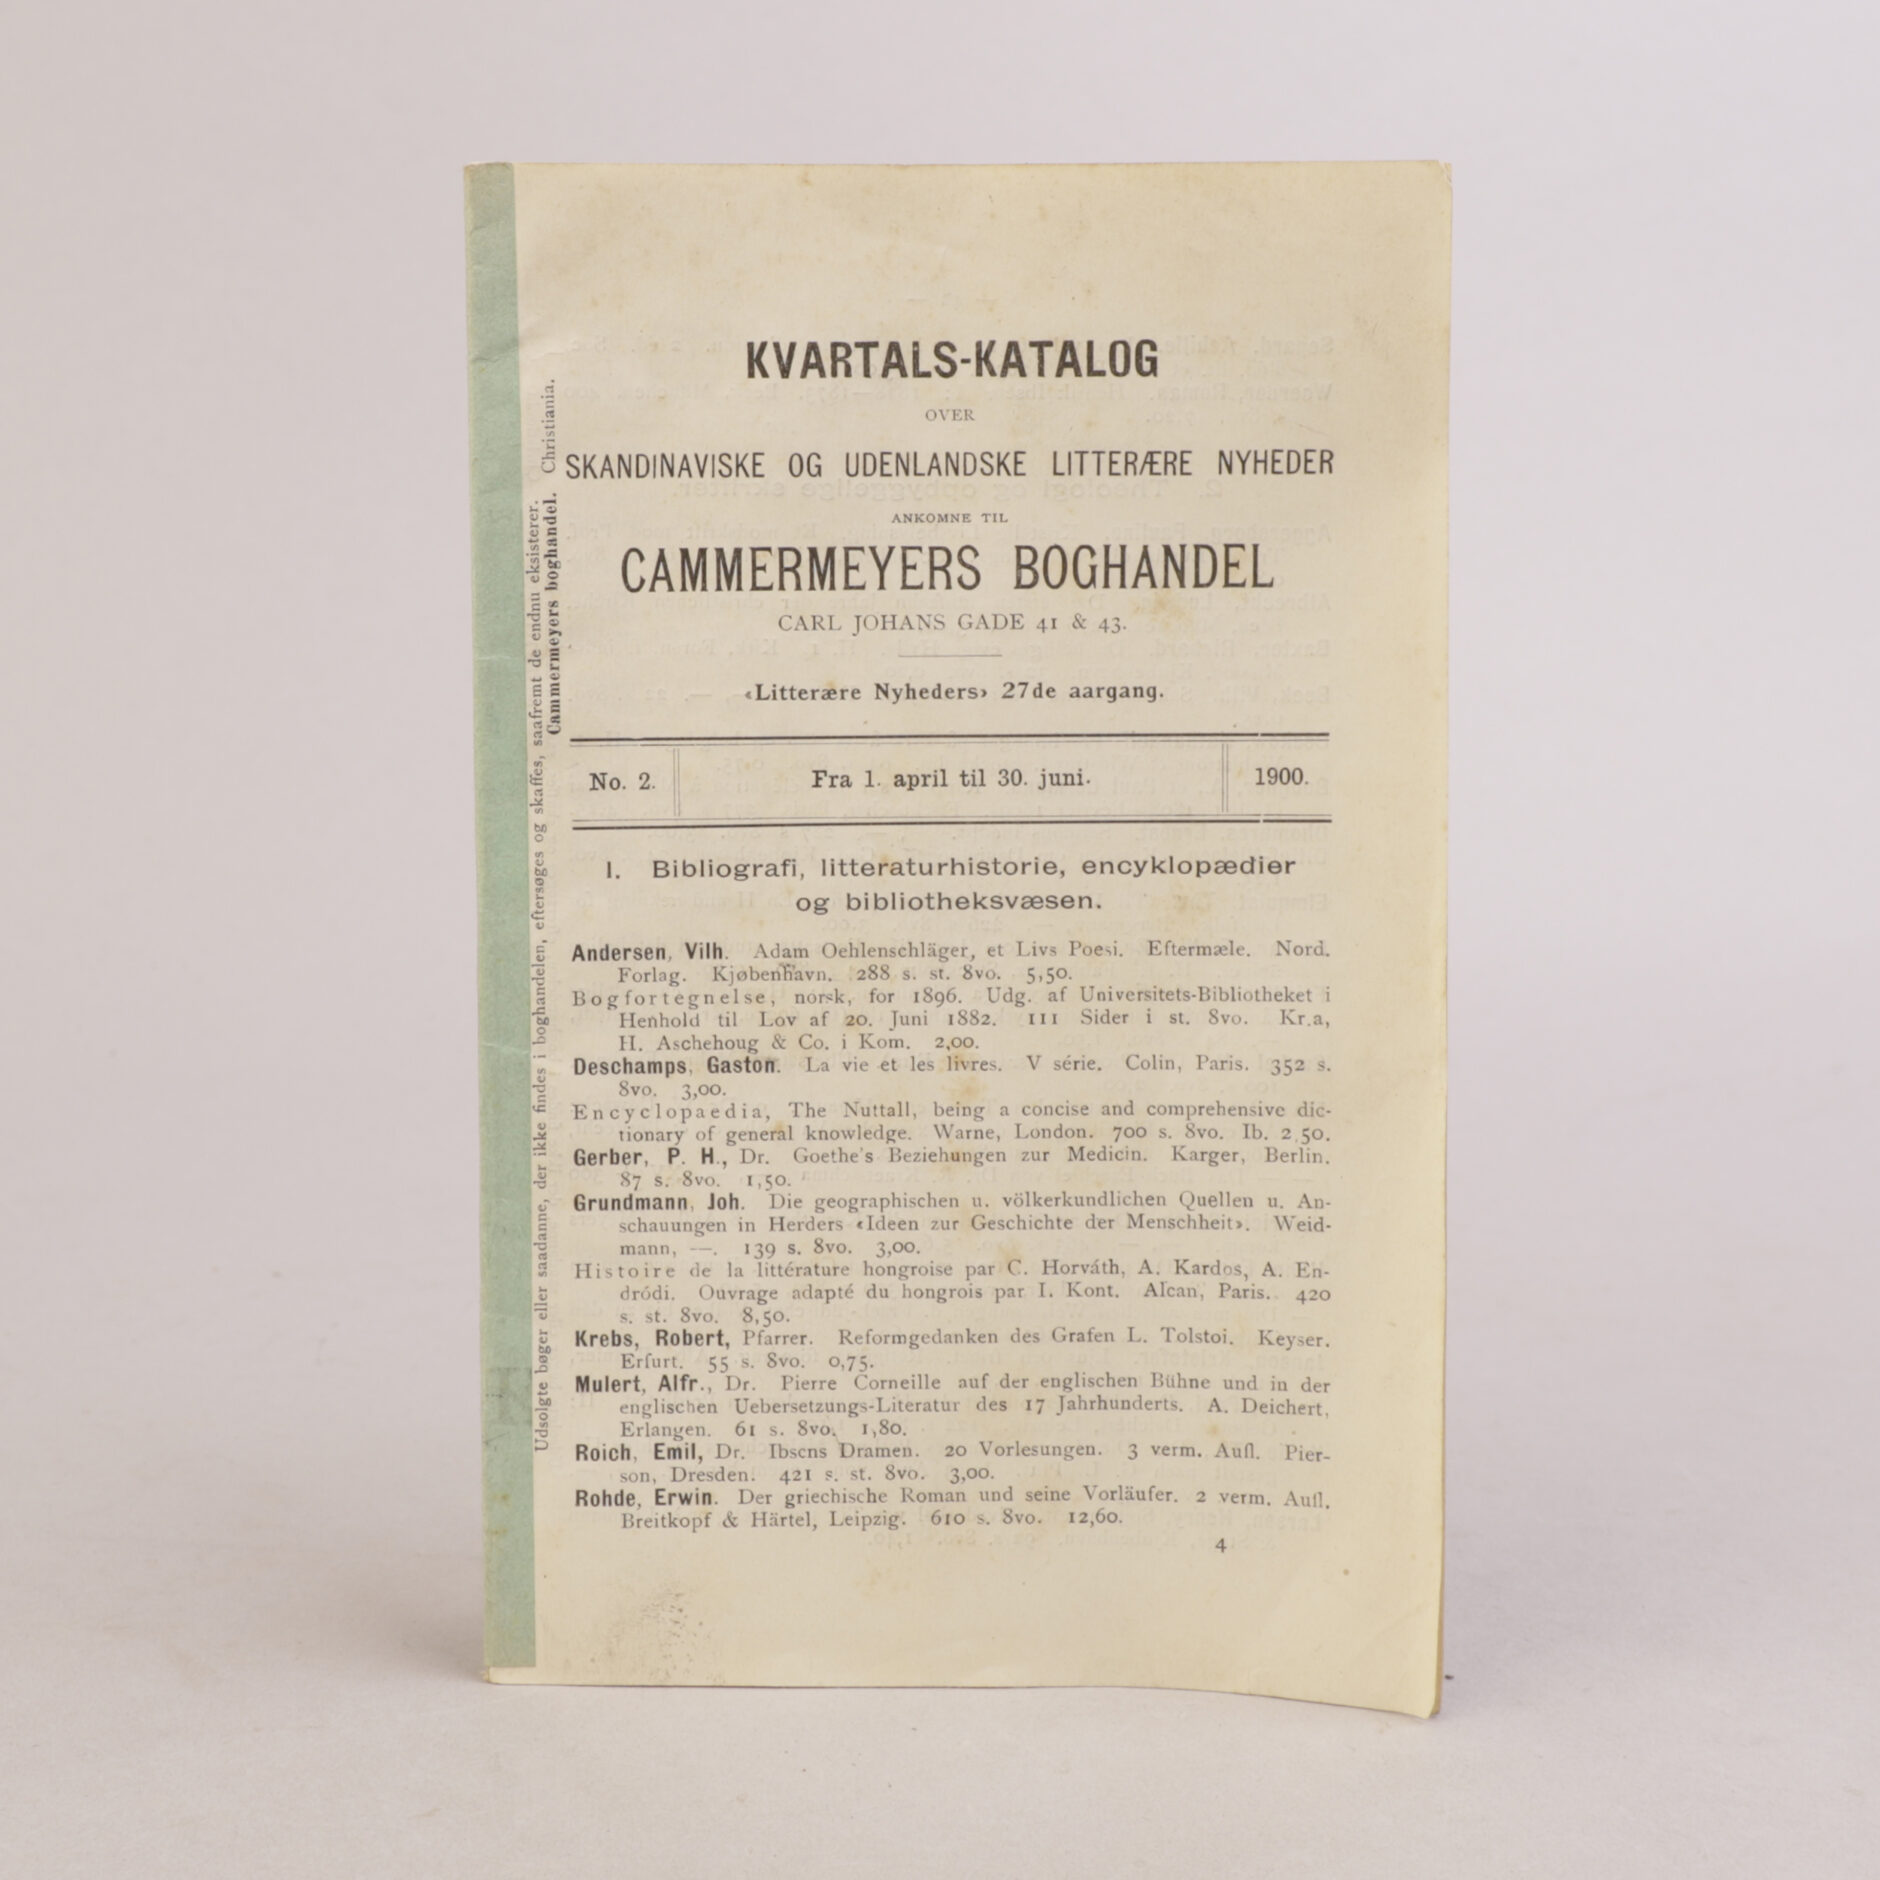 KVARTALS-KATALOG
OVER
SKANDINAVISKE OG UDENLANDSKE LITTERÆRE NYHEDER
ANKOMNE TIL
CAMMERMEYERS BOGHANDEL
CARL JOHANS GADE 41 & 43.
«Litterære Nyheders» 27de aargang.
No. 2. Fra 1. april til 30. juni. 1900.
I. Bibliografi, litteraturhistorie, encyklopædier
og bibliotheksvæsen.
Andersen, Vilh. Adam Oehlenschläger, et Livs Poesi. Eftermæle. Nord.
Forlag. Kjøbenhavn. 288 s. st. 8vo. 5,50.
Bogfortegnelse, norsk, for 1896. Udg. af Universitets-Bibliotheket i
Henhold til Lov af 20. Juni 1882. 111 Sider i st. 8vo. Kr.a,
H. Aschehoug & Co. i Kom. 2,00.
Deschamps, Gaston. La vie et les livres. V série. Colin, Paris. 352 s.
8vo. 3,00.
Encyclopaedia, The Nuttall, being a concise and comprehensive dic-
tionary of general knowledge. Warne, London. 700 s. 8vo. Ib. 2,50.
Gerber, P. H., Dr. Goethe's Beziehungen zur Medicin. Karger, Berlin.
87 s. 8vo. 1,50.
Grundmann, Joh. Die geographischen u. völkerkundlichen Quellen u. An-
schauungen in Herders «Ideen zur Geschichte der Menschheit». Weid-
mann, —. 139 s. 8vo. 3,00.
Histoire de la littérature hongroise par C. Horváth, A. Kardos, A. En-
dródi. Ouvrage adapté du hongrois par I. Kont. Alcan, Paris. 420
s. st. 8vo. 8,50.
Krebs, Robert, Pfarrer. Reformgedanken des Grafen L. Tolstoi. Keyser.
Erfurt. 55 s. 8vo. 0,75.
Mulert, Alfr., Dr. Pierre Corneille auf der englischen Bühne und in der
englischen Uebersetzungs-Literatur des 17 Jahrhunderts. A. Deichert,
Erlangen. 61 s. 8vo. 1,80.
Roich, Emil, Dr. Ibsens Dramen. 20 Vorlesungen. 3 verm. Aufl. Pier-
son, Dresden. 421 s. st. 8vo. 3,00.
Rohde, Erwin. Der griechische Roman und seine Vorläufer. 2 verm. Aufl.
Breitkopf & Härtel, Leipzig. 610 s. 8vo. 12,60.
4
Udsolgte bøger eller saadanne, der ikke findes i boghandelen, eftersøges og skaffes, saafremt de endnu eksisterer.
Cammermeyers boghandel. Christiania.